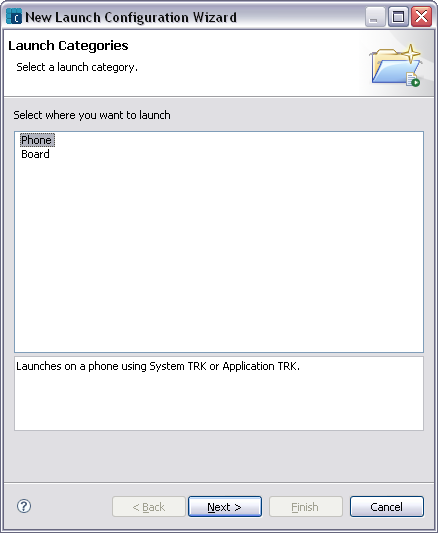 New Launch Configuration Wizard
Launch Categories
Select a launch category.
Select where you want to launch
Phone
Board
Launches on a phone using System TRK or Application TRK.
? < Back Next > Finish Cancel